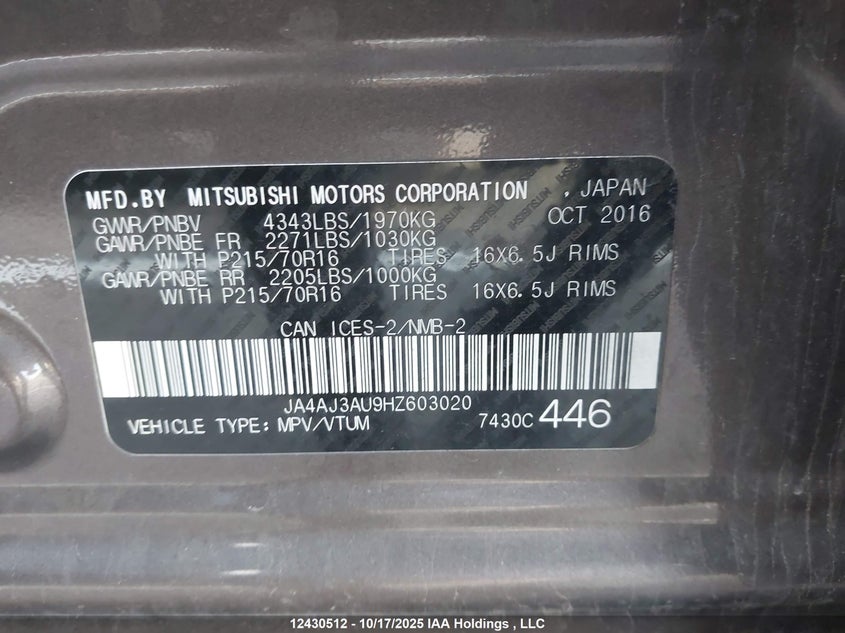 MFD.BY MITSUBISHI MOTORS CORPORATION , JAPAN
GVWR/PNBV 4343LBS/1970KG OCT 2016
GAWR/PNBE FR 2271LBS/1030KG
WITH P215/70R16 TIRES 16X6.5J RIMS
GAWR/PNBE RR 2205LBS/1000KG
WITH P215/70R16 TIRES 16X6.5J RIMS
CAN ICES-2/NMB-2
JA4AJ3AU9HZ603020
VEHICLE TYPE: MPV/VTUM 7430C 446
12430512 - 10/17/2025 IAA Holdings , LLC